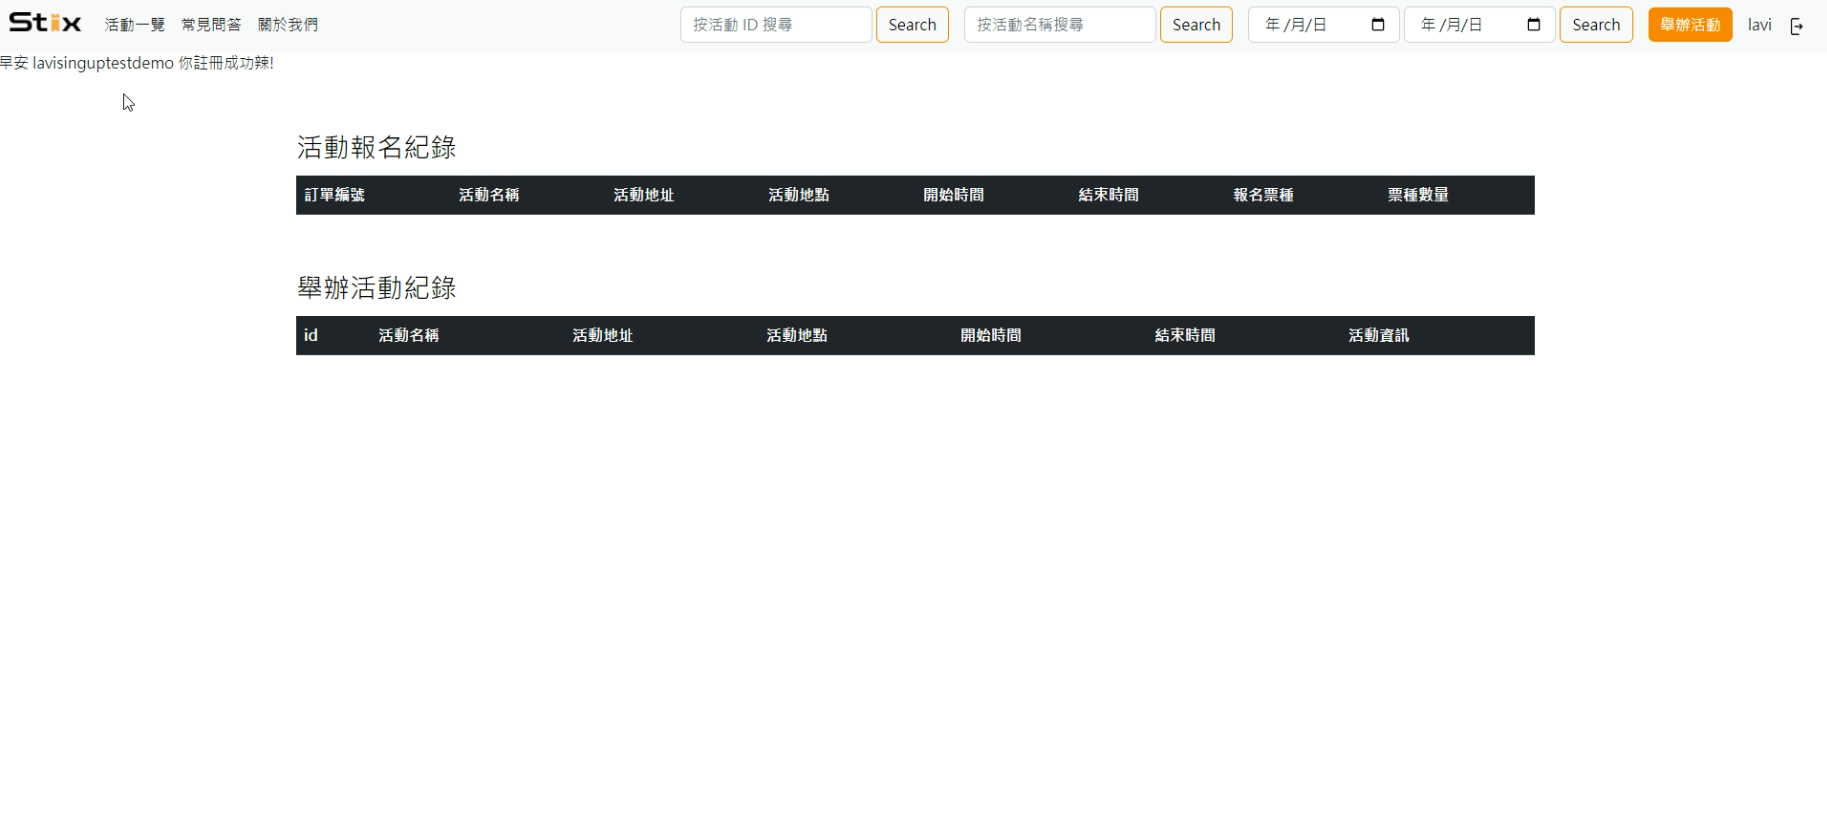 Stix 活動一覽 常見問答 關於我們 按活動 ID 搜尋 Search 按活動名稱搜尋 Search 年 /月/日 年 /月/日 Search 舉辦活動 lavi
早安 lavisinguptestdemo 你註冊成功辣!
活動報名紀錄
訂單編號 活動名稱 活動地址 活動地點 開始時間 結束時間 報名票種 票種數量
舉辦活動紀錄
id 活動名稱 活動地址 活動地點 開始時間 結束時間 活動資訊